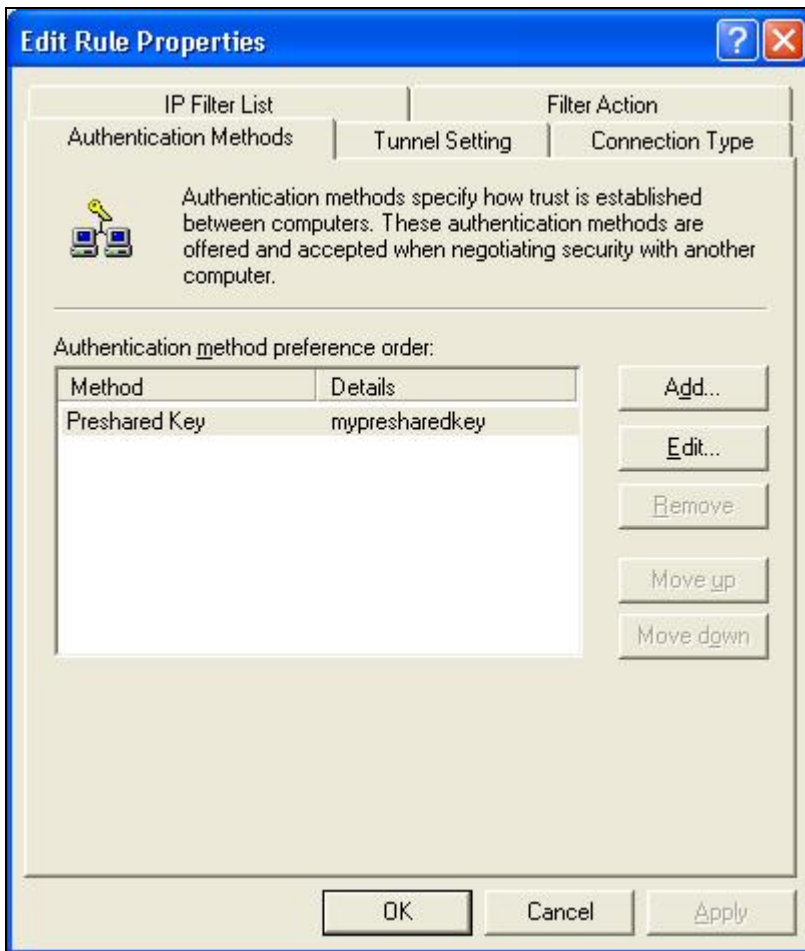 Edit Rule Properties
IP Filter List
Filter Action
Authentication Methods
Tunnel Setting
Connection Type
Authentication methods specify how trust is established
between computers. These authentication methods are
offered and accepted when negotiating security with another
computer.
Authentication method preference order:
Method Details
Preshared Key mypresharedkey
Add...
Edit...
Remove
Move up
Move down
OK
Cancel
Apply